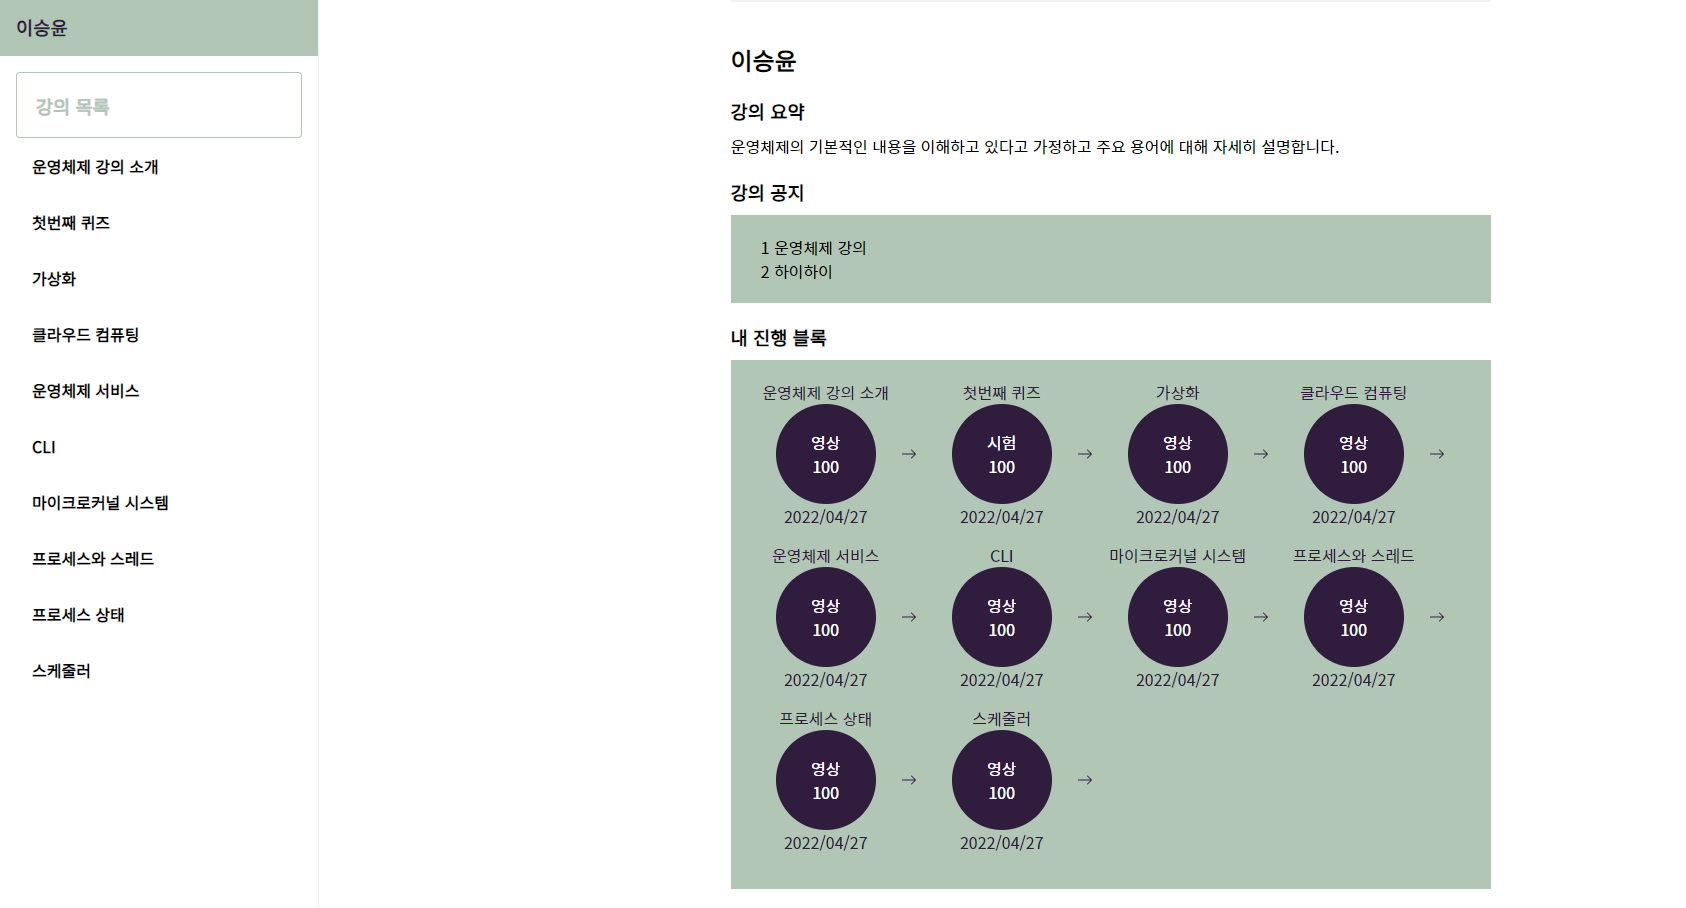 이승윤
강의 목록
운영체제 강의 소개
첫번째 퀴즈
가상화
클라우드 컴퓨팅
운영체제 서비스
CLI
마이크로커널 시스템
프로세스와 스레드
프로세스 상태
스케줄러
이승윤
강의 요약
운영체제의 기본적인 내용을 이해하고 있다고 가정하고 주요 용어에 대해 자세히 설명합니다.
강의 공지
1 운영체제 강의
2 하이하이
내 진행 블록
운영체제 강의 소개 첫번째 퀴즈 가상화 클라우드 컴퓨팅
영상 → 시험 → 영상 → 영상 →
100 100 100 100
2022/04/27 2022/04/27 2022/04/27 2022/04/27
운영체제 서비스 CLI 마이크로커널 시스템 프로세스와 스레드
영상 → 영상 → 영상 → 영상 →
100 100 100 100
2022/04/27 2022/04/27 2022/04/27 2022/04/27
프로세스 상태 스케줄러
영상 → 영상 →
100 100
2022/04/27 2022/04/27